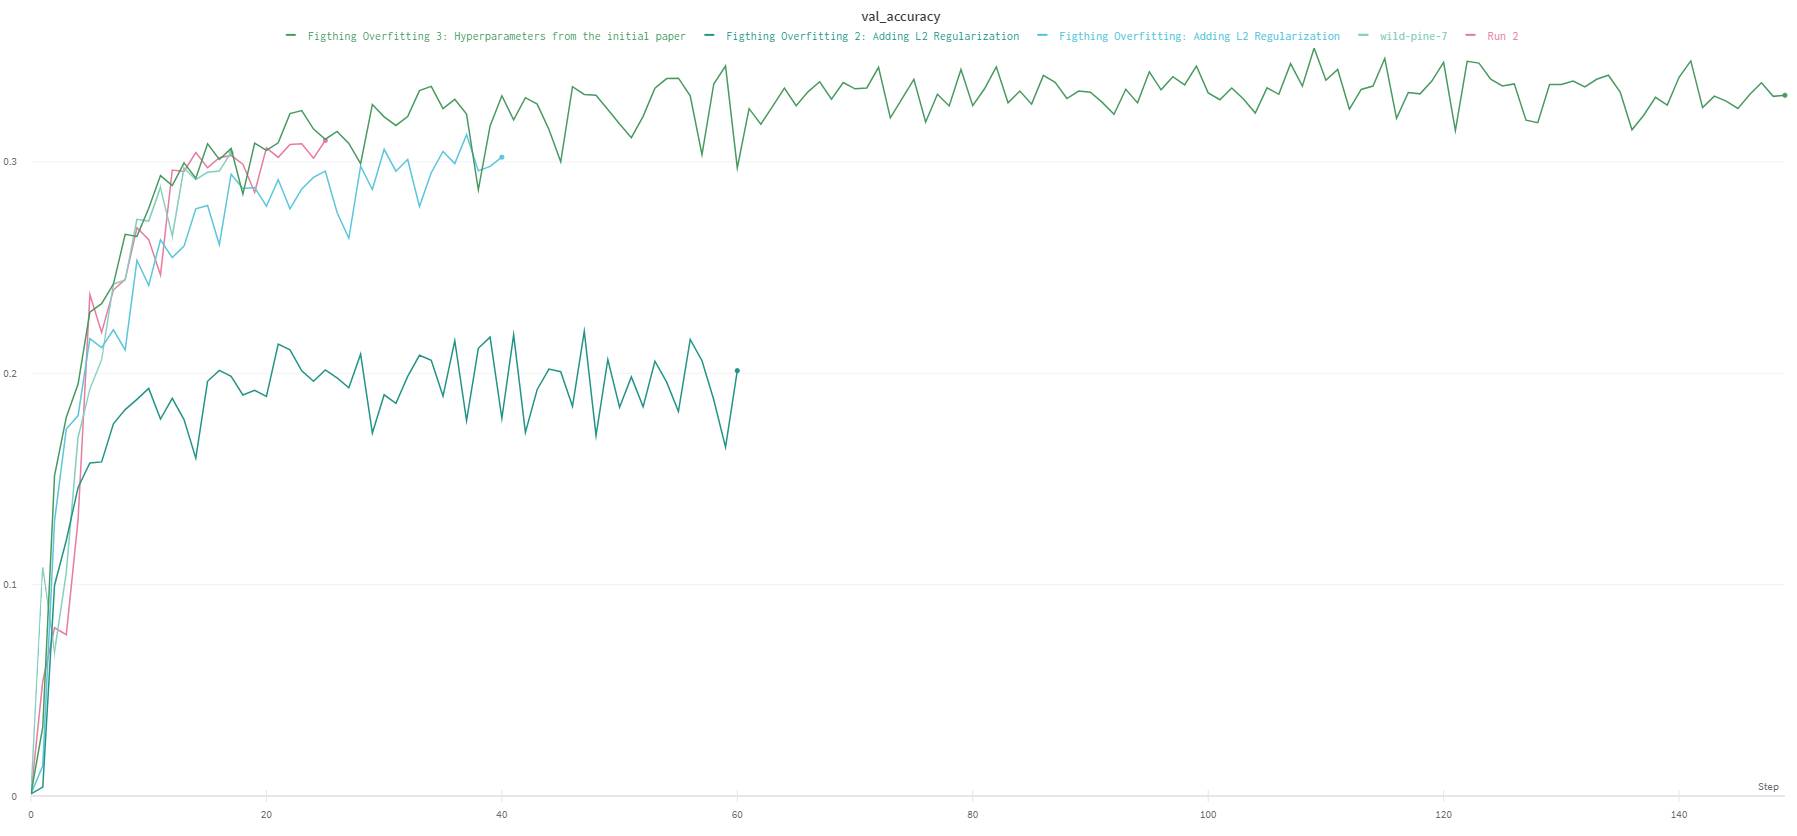 val_accuracy
Figthing Overfitting 3: Hyperparameters from the initial paper Figthing Overfitting 2: Adding L2 Regularization Figthing Overfitting: Adding L2 Regularization wild-pine-7 Run 2
0.3
0.2
0.1
0
Step
0 20 40 60 80 100 120 140